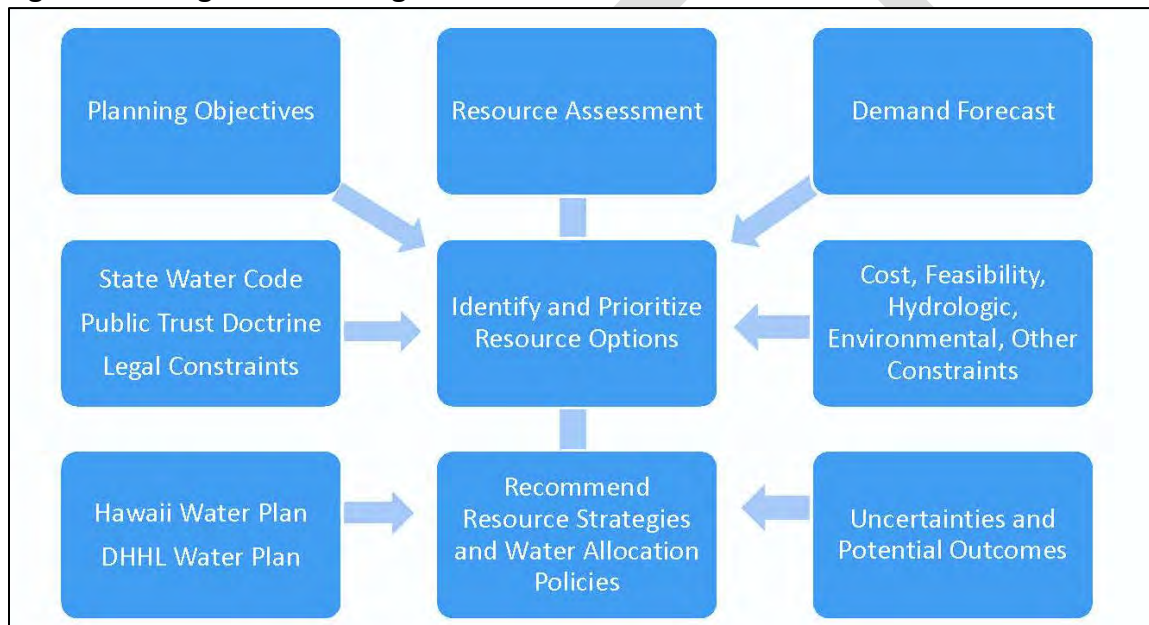 Planning Objectives
Resource Assessment
Demand Forecast
State Water Code
Public Trust Doctrine
Legal Constraints
Identify and Prioritize
Resource Options
Cost, Feasibility,
Hydrologic,
Environmental, Other
Constraints
Hawaii Water Plan
DHHL Water Plan
Recommend
Resource Strategies
and Water Allocation
Policies
Uncertainties and
Potential Outcomes